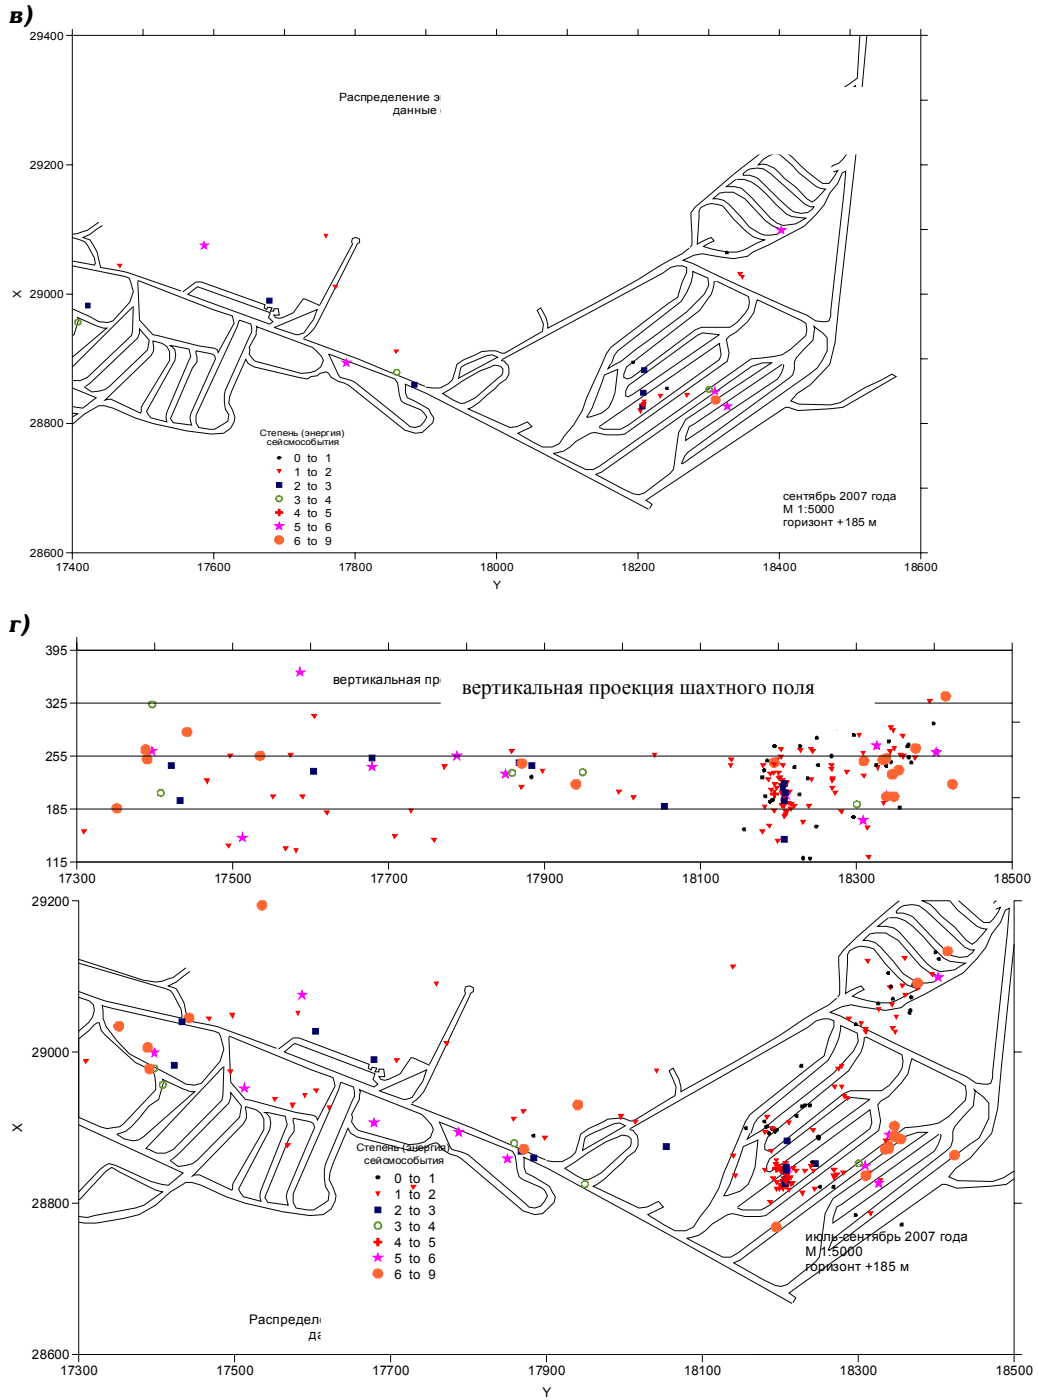 в)
29400
Распределение э
данные
29200
29000
X
28800
Степень (энергия)
сейсмособытия
0 to 1
1 to 2
2 to 3
3 to 4
4 to 5
5 to 6
6 to 9
сентябрь 2007 года
М 1:5000
горизонт +185 м
28600
17400 17600 17800 18000 18200 18400 18600
Y
г)
395
вертикальная пр
вертикальная проекция шахтного поля
325
255
185
115
17300 17500 17700 17900 18100 18300 18500
29200
29000
X
Степень (энергия)
сейсмособытия
0 to 1
1 to 2
2 to 3
3 to 4
4 to 5
5 to 6
6 to 9
28800
июль-сентябрь 2007 года
М 1:5000
горизонт +185 м
Распредел
да
28600
17300 17500 17700 17900 18100 18300 18500
Y